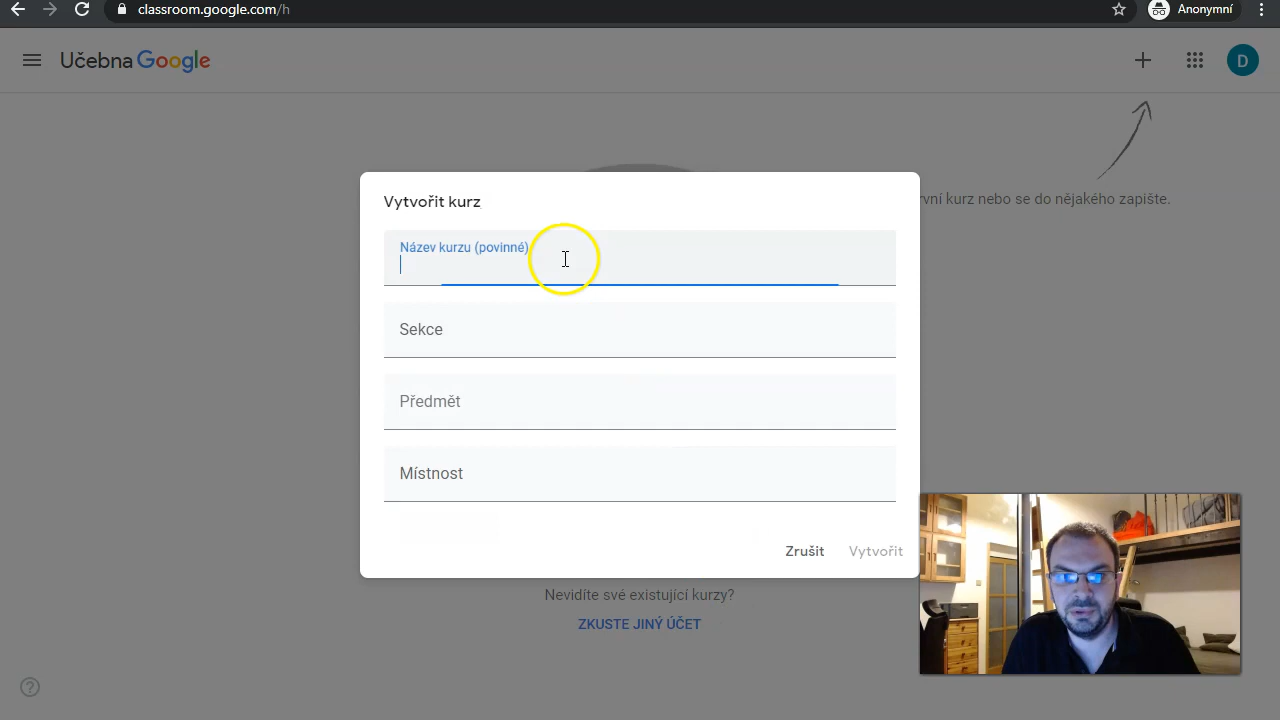 classroom.google.com/h
Anonymní
Učebna Google
D
rvní kurz nebo se do nějakého zapište.
Vytvořit kurz
Název kurzu (povinné)
Sekce
Předmět
Místnost
Zrušit
Vytvořit
Nevidíte své existující kurzy?
ZKUSTE JINÝ ÚČET